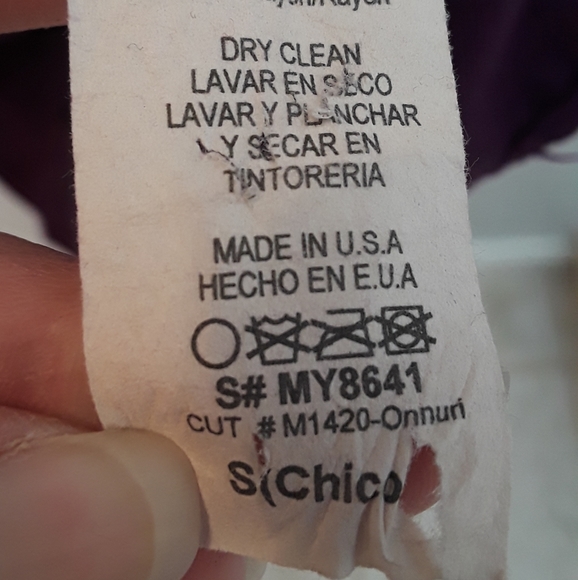 DRY CLEAN
LAVAR EN SECO
LAVAR Y PLANCHAR
Y SECAR EN
TINTORERIA
MADE IN U.S.A
HECHO EN E.U.A
S# MY8641
CUT # M1420-Onnuri
S(Chico